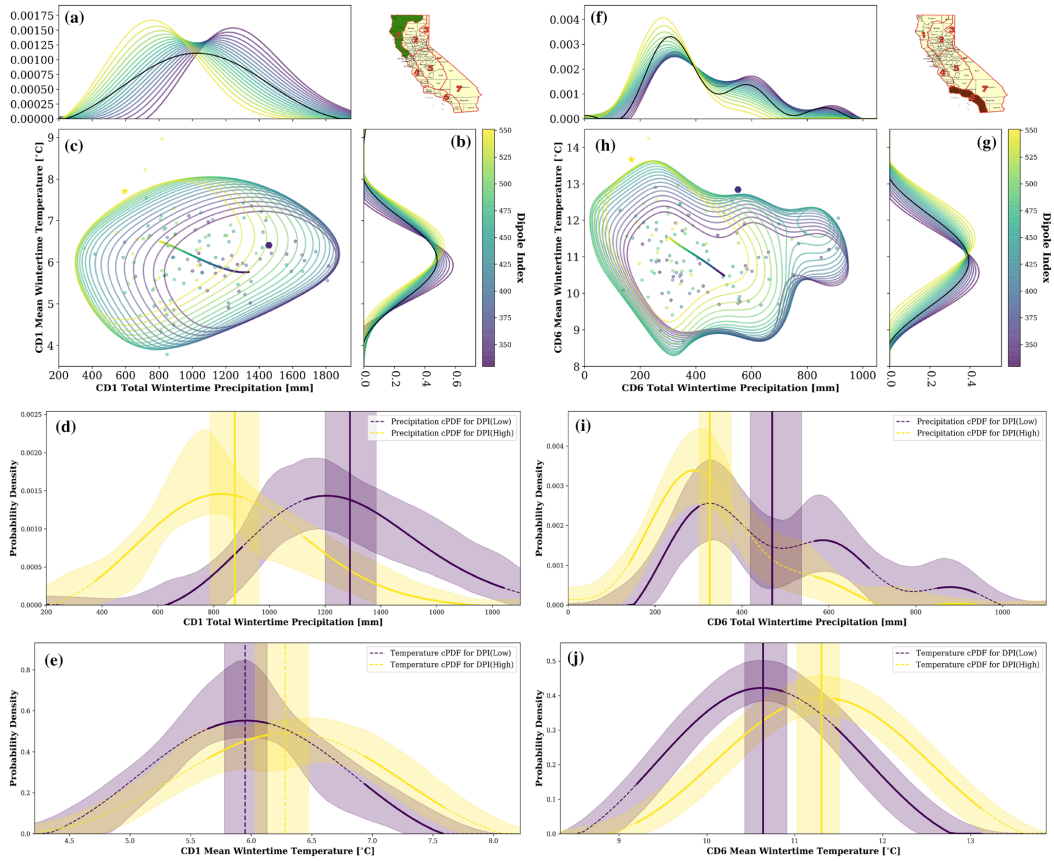 (a)
0.00175
0.00150
0.00125
0.00100
0.00075
0.00050
0.00025
0.00000
(f)
0.004
0.003
0.002
0.001
0.000
(c)
CD1 Mean Wintertime Temperature [°C]
9
8
7
6
5
4
200 400 600 800 1000 1200 1400 1600 1800
CD1 Total Wintertime Precipitation [mm]
(b)
0.0 0.2 0.4 0.6
550
525
500
475
450
425
400
375
350
Dipole Index
(h)
CD6 Mean Wintertime Temperature [°C]
14
13
12
11
10
9
8
0 200 400 600 800 1000
CD6 Total Wintertime Precipitation [mm]
(g)
0.0 0.2 0.4
550
525
500
475
450
425
400
375
350
Dipole Index
(d)
Precipitation cPDF for DPI(Low)
Precipitation cPDF for DPI(High)
Probability Density
0.0025
0.0020
0.0015
0.0010
0.0005
0.0000
200 400 600 800 1000 1200 1400 1600 1800
CD1 Total Wintertime Precipitation [mm]
(i)
Precipitation cPDF for DPI(Low)
Precipitation cPDF for DPI(High)
Probability Density
0.004
0.003
0.002
0.001
0.000
0 200 400 600 800 1000
CD6 Total Wintertime Precipitation [mm]
(e)
Temperature cPDF for DPI(Low)
Temperature cPDF for DPI(High)
Probability Density
0.8
0.6
0.4
0.2
0.0
4.5 5.0 5.5 6.0 6.5 7.0 7.5 8.0
CD1 Mean Wintertime Temperature [°C]
(j)
Temperature cPDF for DPI(Low)
Temperature cPDF for DPI(High)
Probability Density
0.5
0.4
0.3
0.2
0.1
0.0
9 10 11 12 13
CD6 Mean Wintertime Temperature [°C]